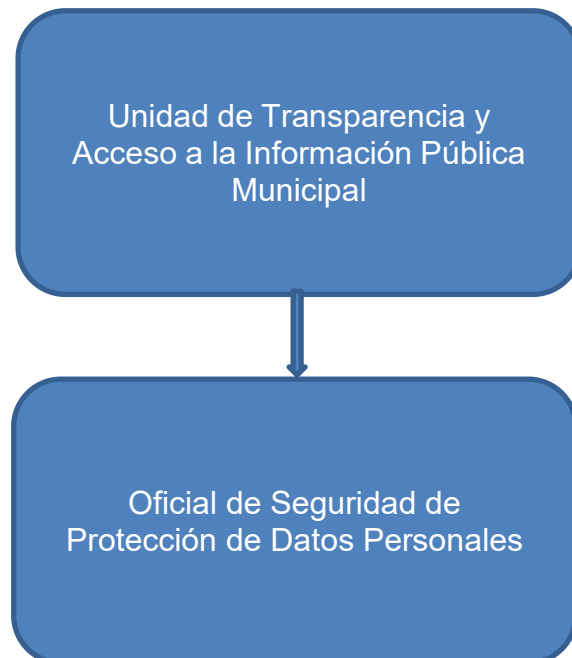 Unidad de Transparencia y
Acceso a la Información Pública
Municipal
Oficial de Seguridad de
Protección de Datos Personales